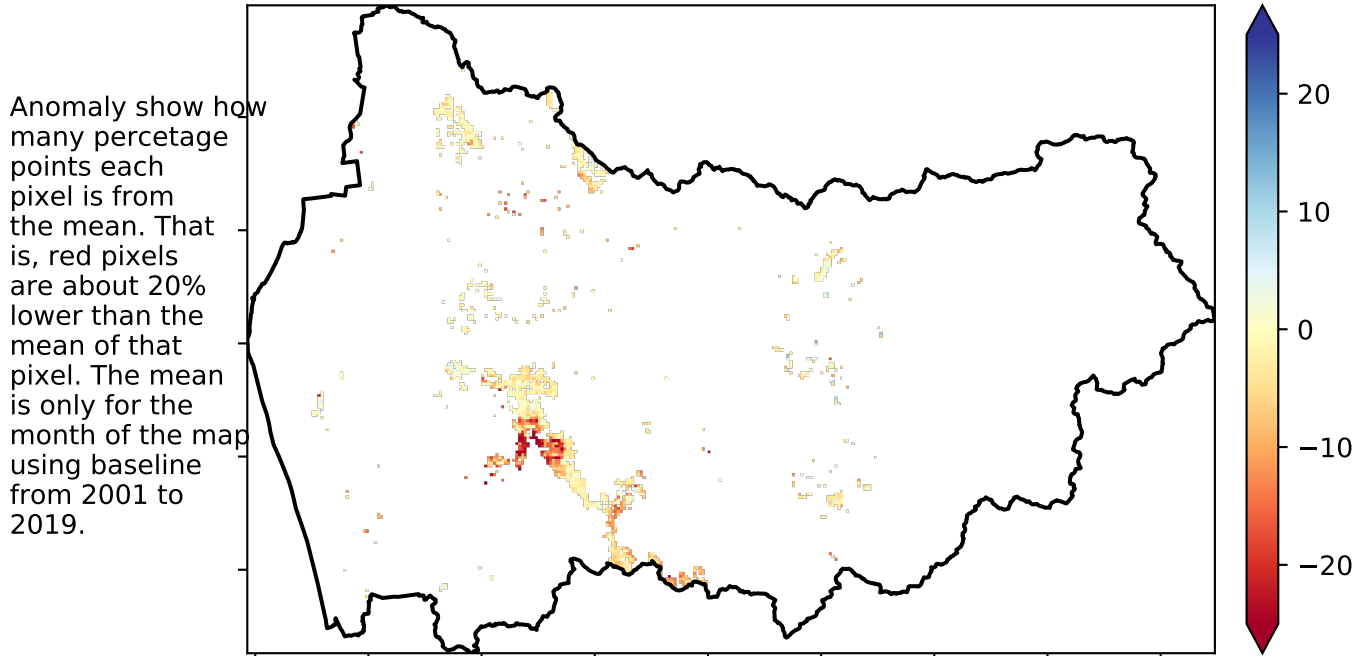 Anomaly show how
many percetage
points each
pixel is from
the mean. That
is, red pixels
are about 20%
lower than the
mean of that
pixel. The mean
is only for the
month of the map
using baseline
from 2001 to
2019.
20
10
0
−10
−20